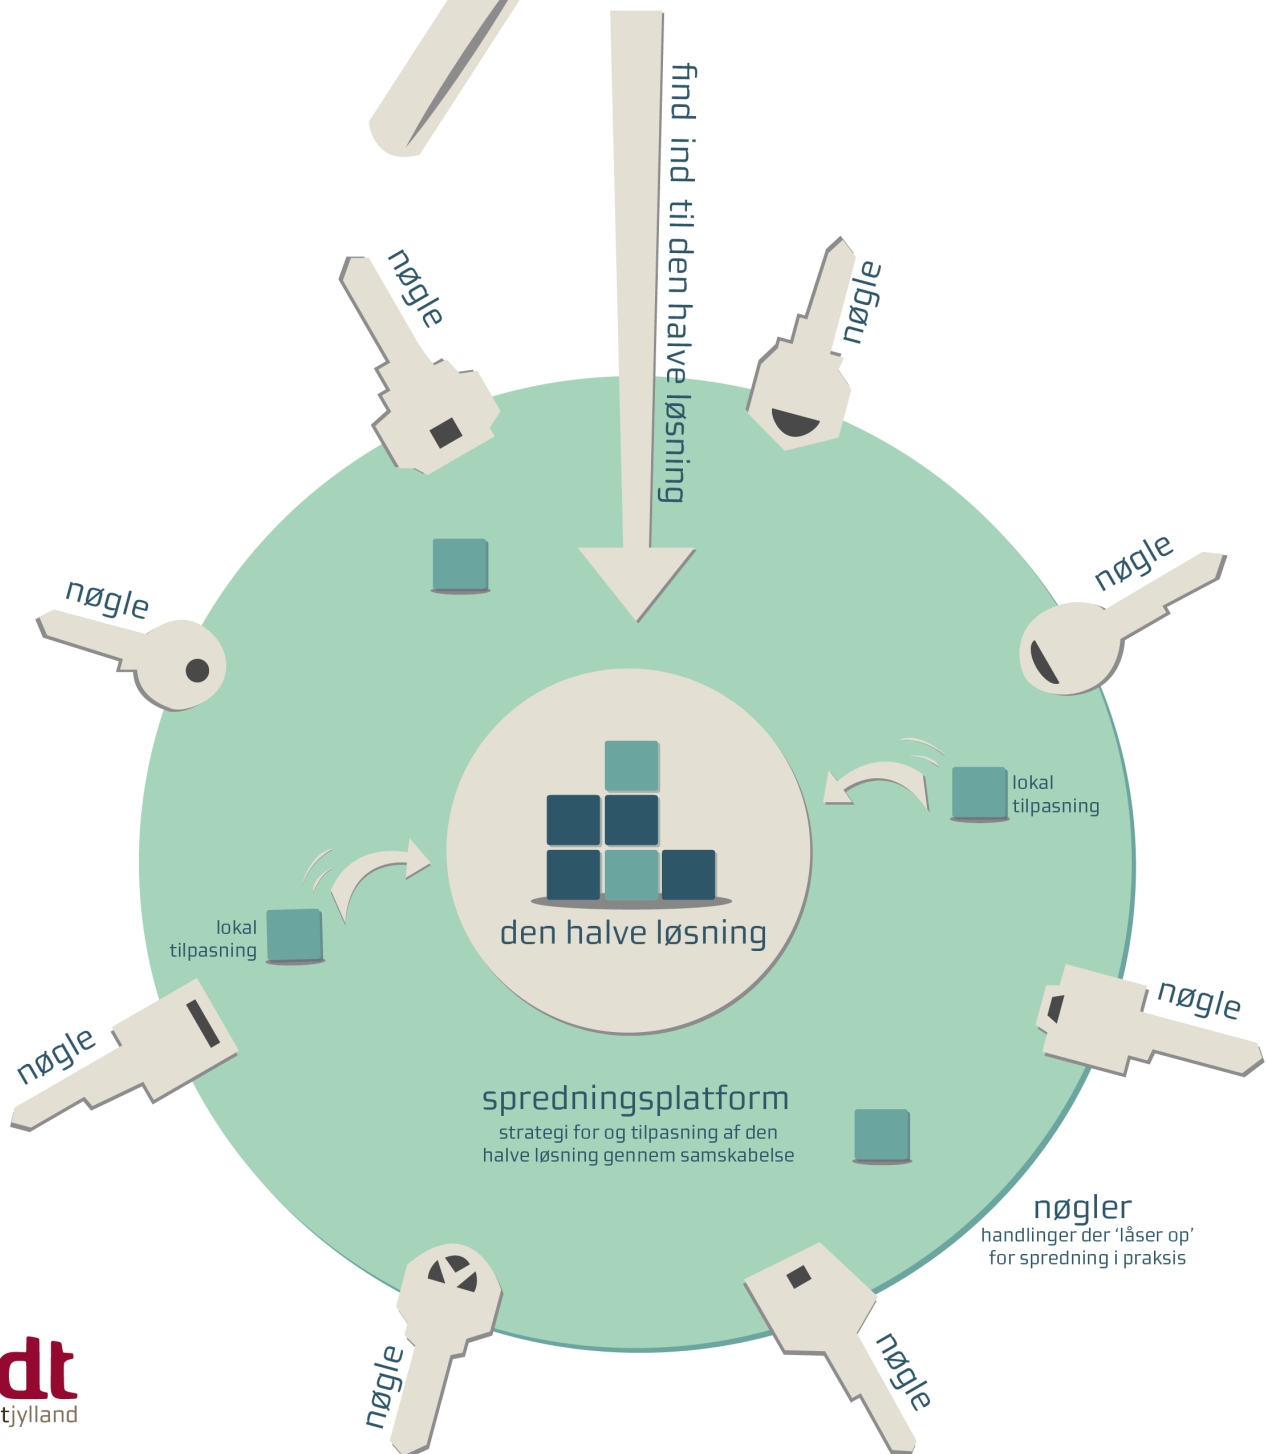 find ind til den halve løsning
nøgle
nøgle
nøgle
nøgle
lokal
tilpasning
lokal
tilpasning
den halve løsning
nøgle
nøgle
spredningsplatform
strategi for og tilpasning af den
halve løsning gennem samskabelse
nøgler
handlinger der ‘låser op’
for spredning i praksis
nøgle
nøgle
dt
tjylland